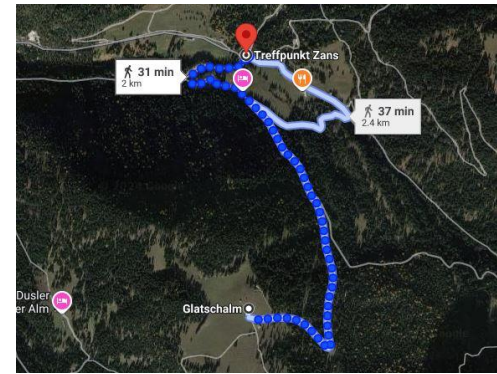 Treffpunkt Zans
31 min
2 km
37 min
2.4 km
Dusler
er Alm
Glatschalm